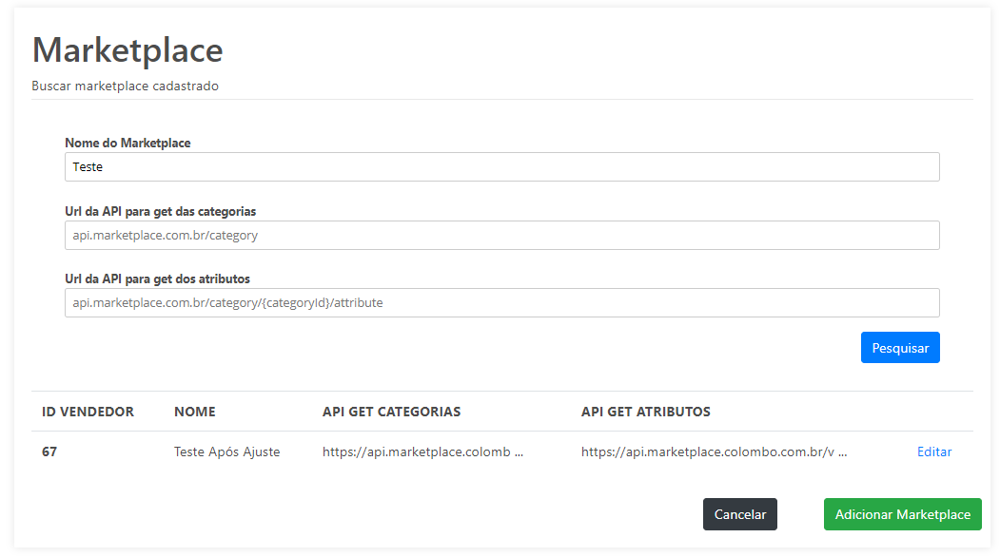 Marketplace
Buscar marketplace cadastrado
Nome do Marketplace
Teste
Url da API para get das categorias
api.marketplace.com.br/category
Url da API para get dos atributos
api.marketplace.com.br/category/{categoryId}/attribute
Pesquisar
ID VENDEDOR NOME API GET CATEGORIAS API GET ATRIBUTOS
67 Teste Após Ajuste https://api.marketplace.colomb ... https://api.marketplace.colombo.com.br/v ... Editar
Cancelar Adicionar Marketplace